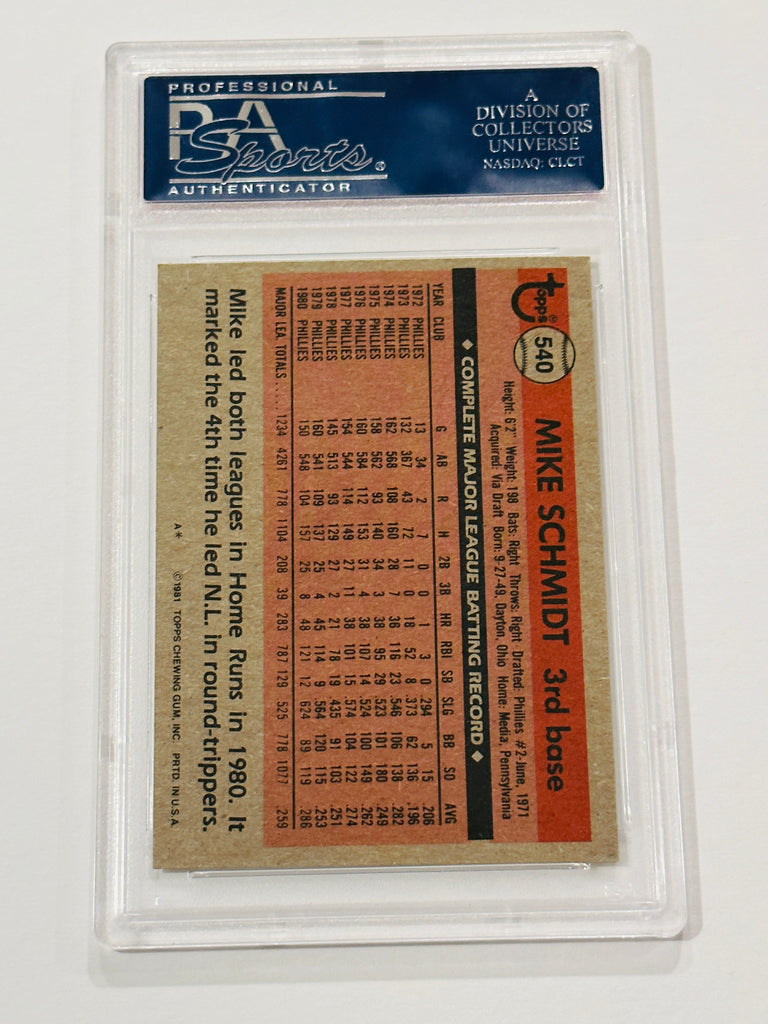 PROFESSIONAL
PSA
Sports®
AUTHENTICATOR
A
DIVISION OF
COLLECTORS
UNIVERSE
NASDAQ: CLCT
Topps®
540
MIKE SCHMIDT 3rd base
Height: 6'2" Weight: 198 Bats: Right Throws: Right Drafted: Phillies #2-June, 1971
Acquired: Via Draft Born: 9-27-49, Dayton, Ohio Home: Media, Pennsylvania
◆ COMPLETE MAJOR LEAGUE BATTING RECORD ◆
YEAR CLUB G AB R H 2B 3B HR RBI SB SLG BB SO AVG
1972 PHILLIES 13 34 2 7 0 0 1 3 0 .294 5 15 .206
1973 PHILLIES 132 367 43 72 11 0 18 52 8 .373 62 136 .196
1974 PHILLIES 162 568 108 160 28 7 36 116 23 .546 106 138 .282
1975 PHILLIES 158 562 93 140 34 3 38 95 29 .523 101 180 .249
1976 PHILLIES 160 584 112 153 31 4 38 107 14 .524 100 149 .262
1977 PHILLIES 154 544 114 149 27 11 38 101 15 .574 104 122 .274
1978 PHILLIES 145 513 93 129 27 2 21 78 19 .435 91 103 .251
1979 PHILLIES 160 541 109 137 25 4 45 114 9 .564 120 115 .253
1980 PHILLIES 150 548 104 157 25 8 48 121 12 .624 89 119 .286
MAJOR LEA. TOTALS ..... 1234 4261 778 1104 208 39 283 787 129 .525 778 1077 .259
Mike led both leagues in Home Runs in 1980. It
marked the 4th time he led N.L. in round-trippers.
A* ©1981 TOPPS CHEWING GUM, INC. PRTD. IN U.S.A.